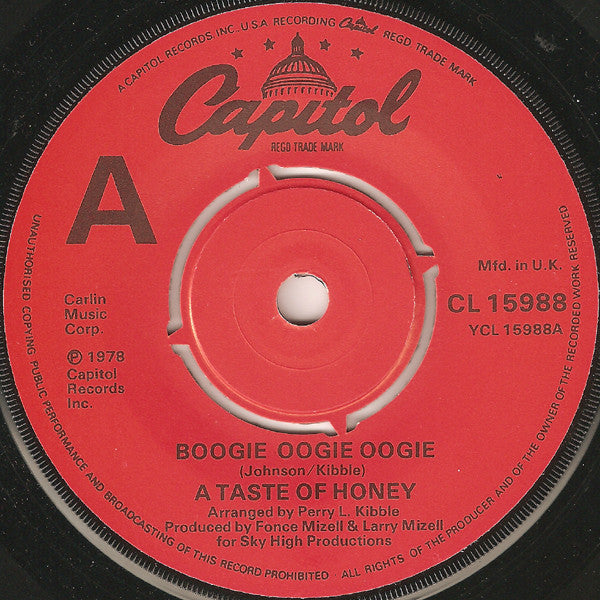 A CAPITOL RECORDS INC. U.S.A RECORDING
Capitol
REGD TRADE MARK
Capitol
REGD TRADE MARK
A
Mfd. in U.K.
CL 15988
YCL 15988A
Carlin
Music
Corp.
℗ 1978
Capitol
Records
Inc.
BOOGIE OOGIE OOGIE
(Johnson/Kibble)
A TASTE OF HONEY
Arranged by Perry L. Kibble
Produced by Fonce Mizell & Larry Mizell
for Sky High Productions
UNAUTHORISED COPYING PUBLIC PERFORMANCE AND BROADCASTING OF THIS RECORD PROHIBITED ALL RIGHTS OF THE PRODUCER AND OF THE OWNER OF THE RECORDED WORK RESERVED